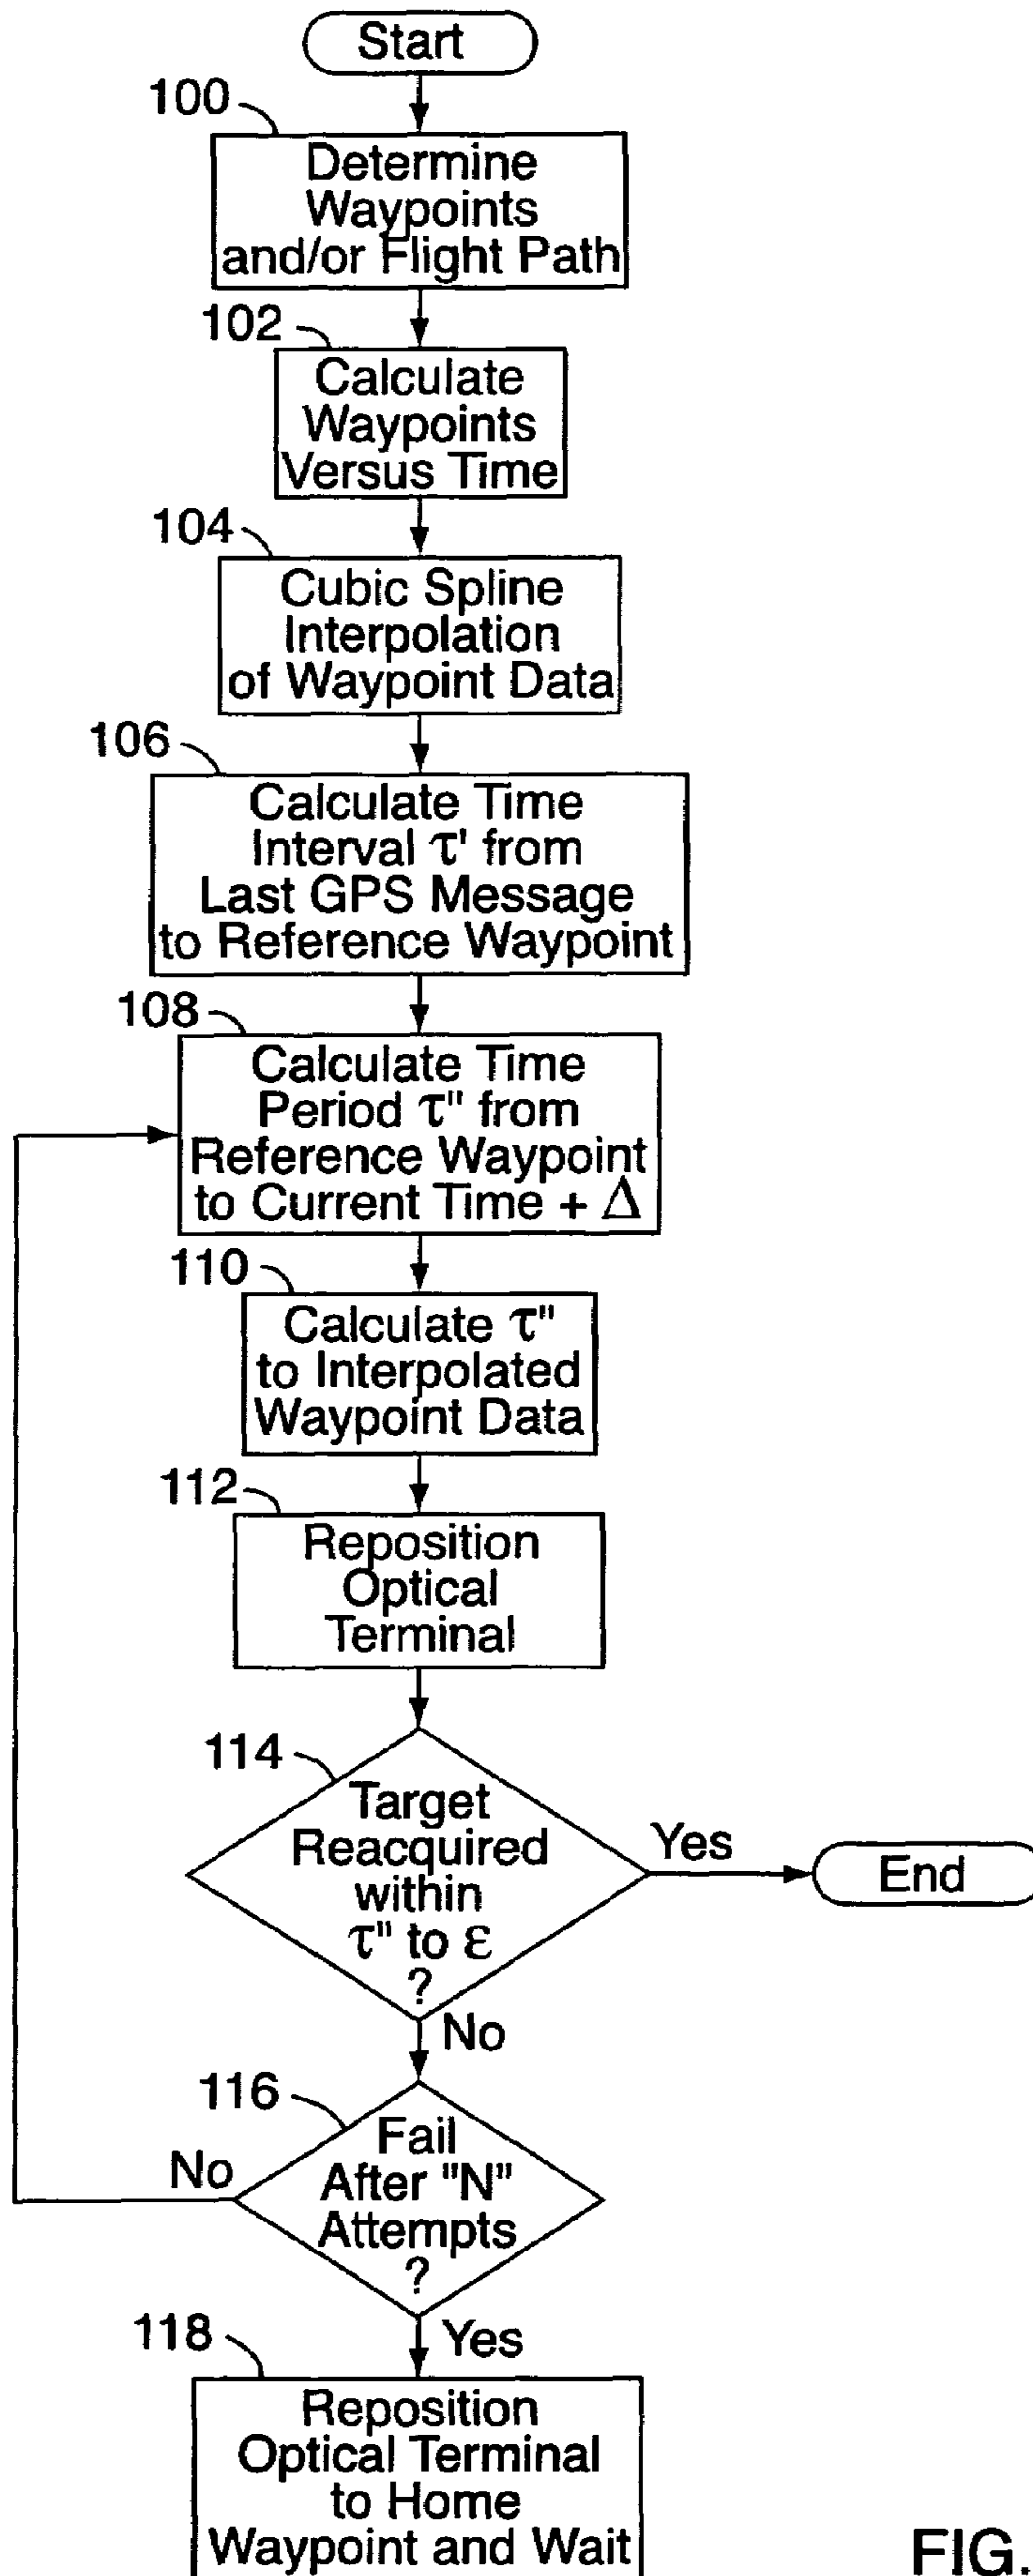 Start
100
Determine
Waypoints
and/or Flight Path
102
Calculate
Waypoints
Versus Time
104
Cubic Spline
Interpolation
of Waypoint Data
106
Calculate Time
Interval τ' from
Last GPS Message
to Reference Waypoint
108
Calculate Time
Period τ" from
Reference Waypoint
to Current Time + Δ
110
Calculate τ"
to Interpolated
Waypoint Data
112
Reposition
Optical
Terminal
114
Target
Reacquired
within
τ" to ε
?
Yes
End
No
116
Fail
After "N"
Attempts
?
No
Yes
118
Reposition
Optical Terminal
to Home
Waypoint and Wait
FIG.